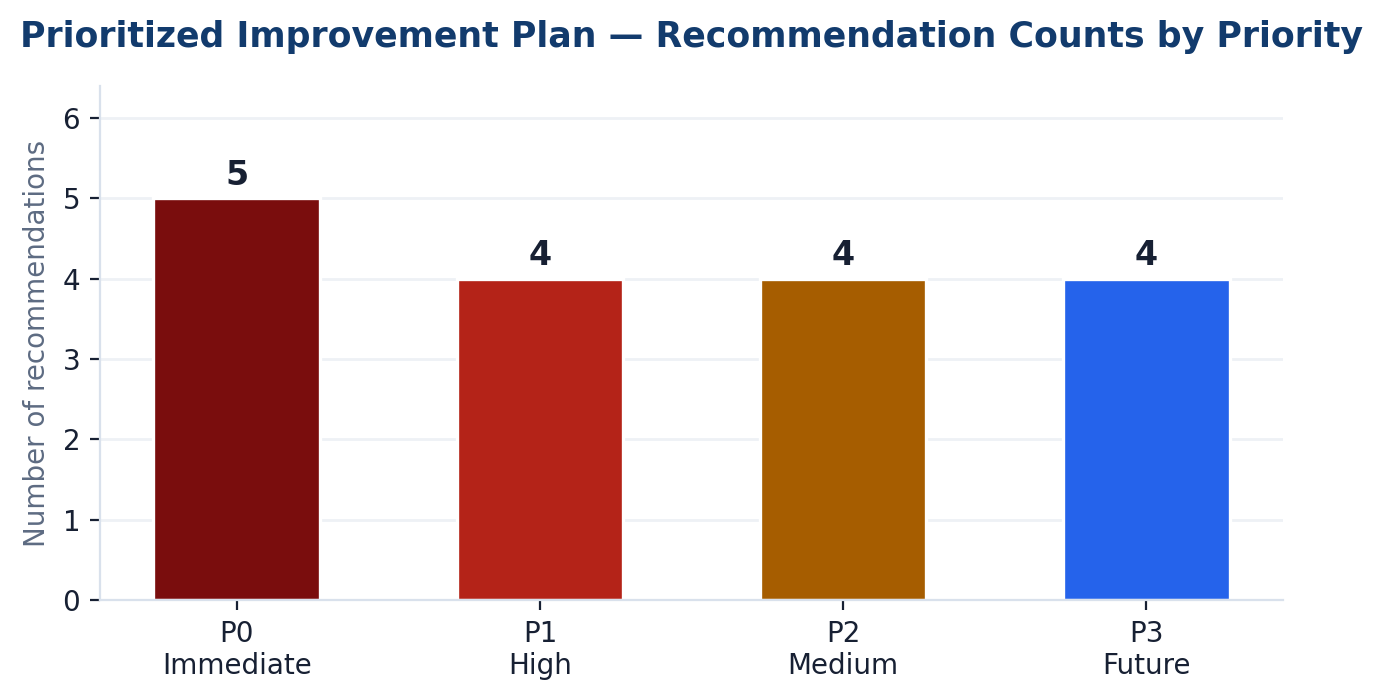 Prioritized Improvement Plan — Recommendation Counts by Priority
Number of recommendations
6
5
4
3
2
1
0
5
4
4
4
P0
Immediate
P1
High
P2
Medium
P3
Future